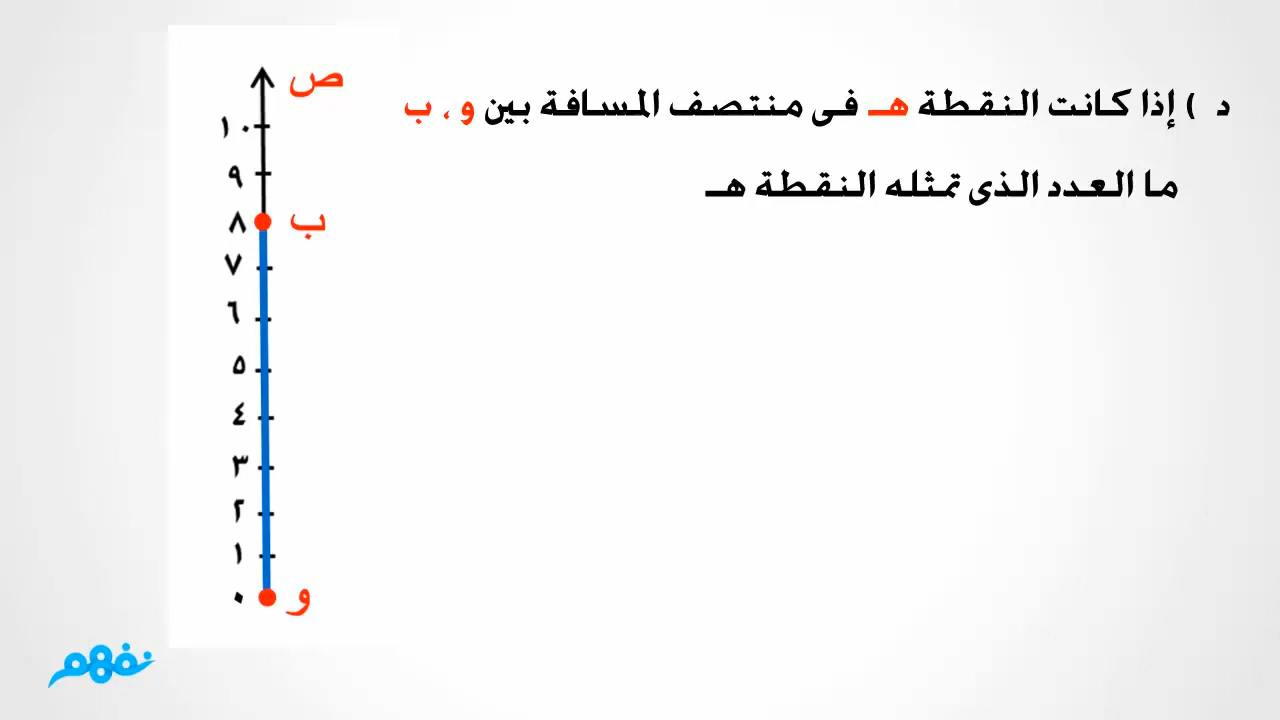 د ) إذا كانت النقطة هـ فى منتصف المسافة بين و ، ب
ما العدد الذى تمثله النقطة هـ
ص
١٠
٩
٨ ب
٧
٦
٥
٤
٣
٢
١
٠ و
نفهم